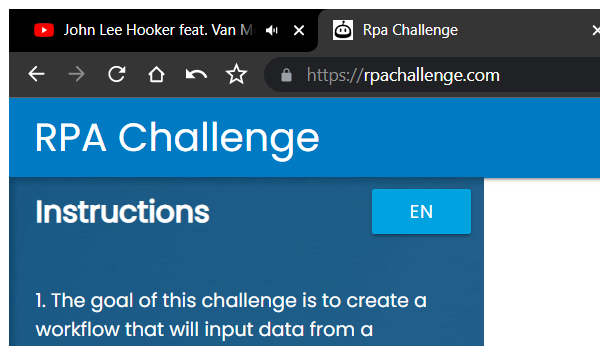 John Lee Hooker feat. Van M
Rpa Challenge
https://rpachallenge.com
RPA Challenge
Instructions
EN
1. The goal of this challenge is to create a
workflow that will input data from a